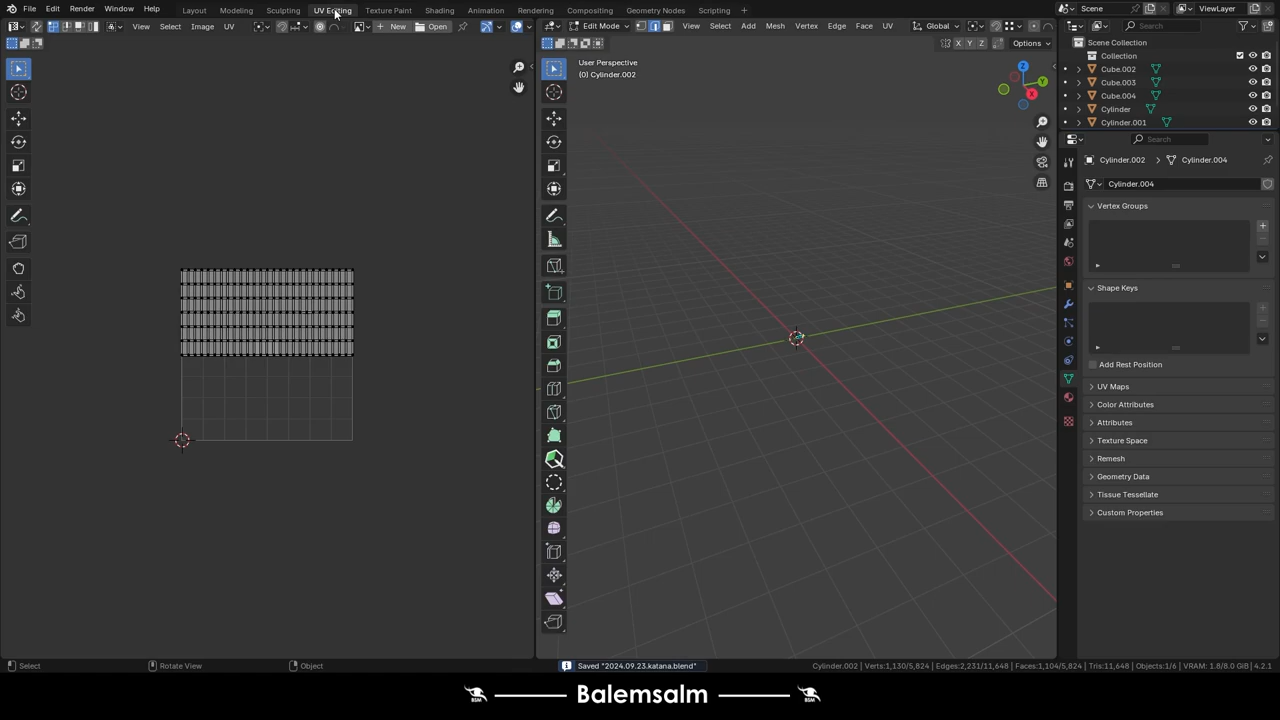 File Edit Render Window Help Layout Modeling Sculpting UV Editing Texture Paint Shading Animation Rendering Compositing Geometry Nodes Scripting + Scene ViewLayer
View Select Image UV New Open Edit Mode View Select Add Mesh Vertex Edge Face UV Global Search
X Y Z Options
Scene Collection
Collection
User Perspective
(0) Cylinder.002
Z
Y
X
Cube.002
Cube.003
Cube.004
Cylinder
Cylinder.001
Search
Cylinder.002 > Cylinder.004
Cylinder.004
Vertex Groups
Shape Keys
Add Rest Position
UV Maps
Color Attributes
Attributes
Texture Space
Remesh
Geometry Data
Tissue Tessellate
Custom Properties
Select Rotate View Object Saved "2024.09.23.katana.blend" Cylinder.002 | Verts:1,130/5,824 | Edges:2,231/11,648 | Faces:1,104/5,824 | Tris:11,648 | Objects:1/6 | VRAM: 1.8/8.0 GiB | 4.2.1
BSM Balemsalm BSM